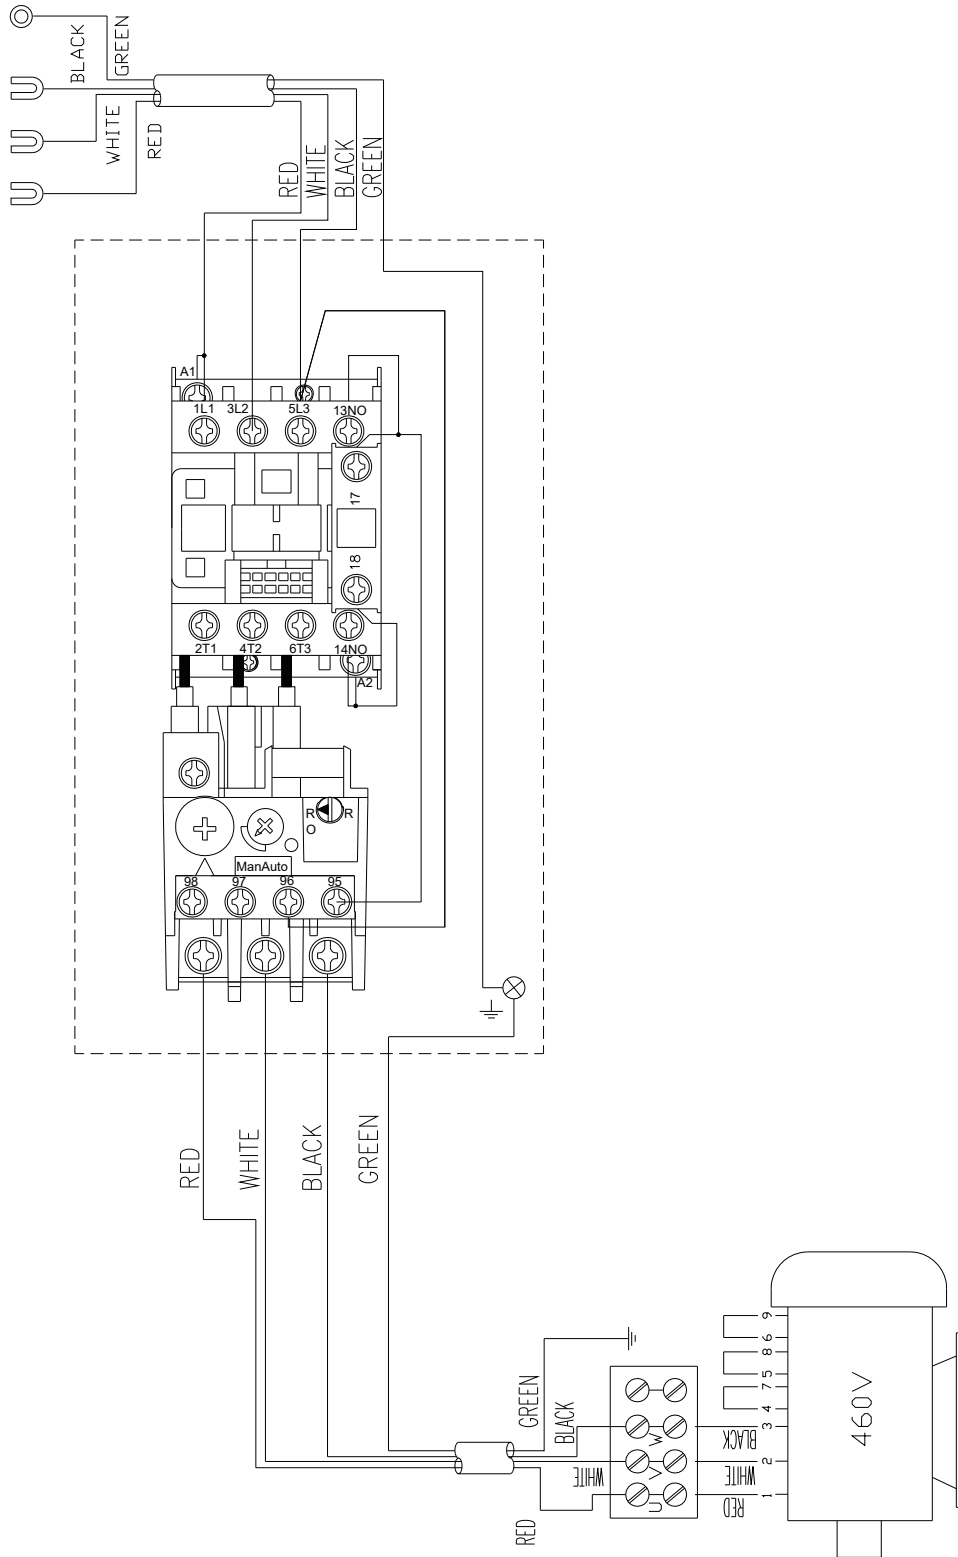 BLACK
GREEN
WHITE
RED
RED
WHITE
BLACK
GREEN
A1
1L1
3L2
5L3
13NO
17
18
2T1
4T2
6T3
14NO
A2
R
R
O
ManAuto
98
97
96
95
RED
WHITE
BLACK
GREEN
GREEN
BLACK
WHITE
RED
W
V
U
BLACK
WHITE
RED
9
6
8
5
7
4
3
2
1
460V